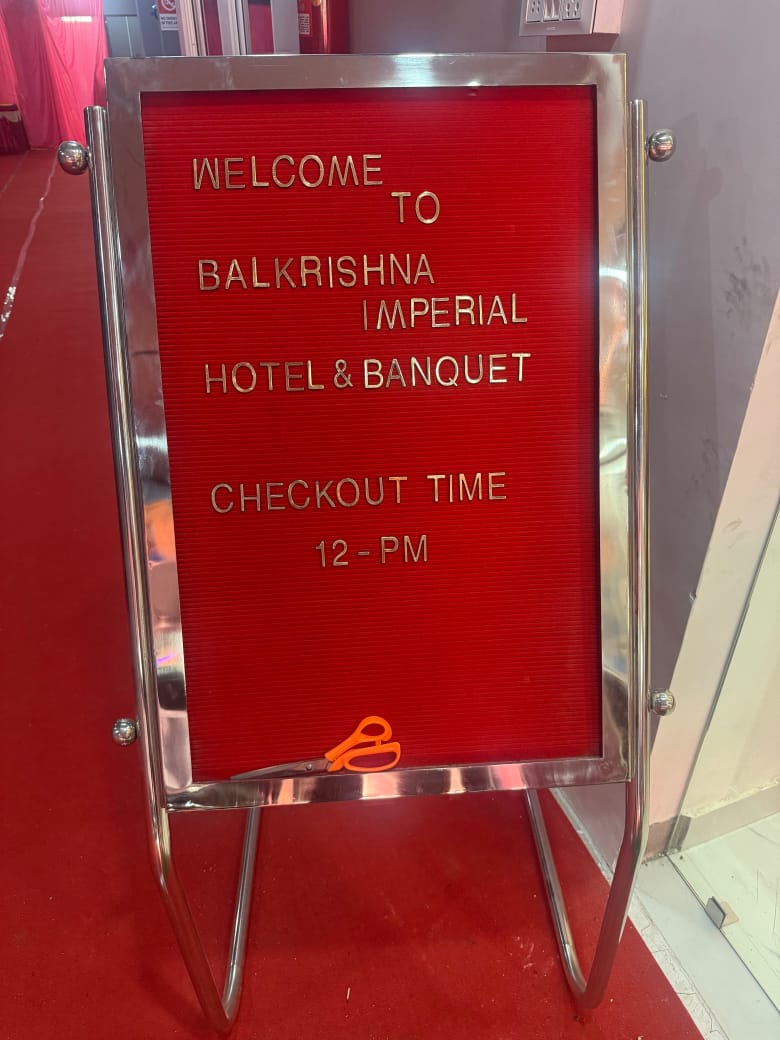 WELCOME
TO
BALKRISHNA
IMPERIAL
HOTEL & BANQUET
CHECKOUT TIME
12 - PM